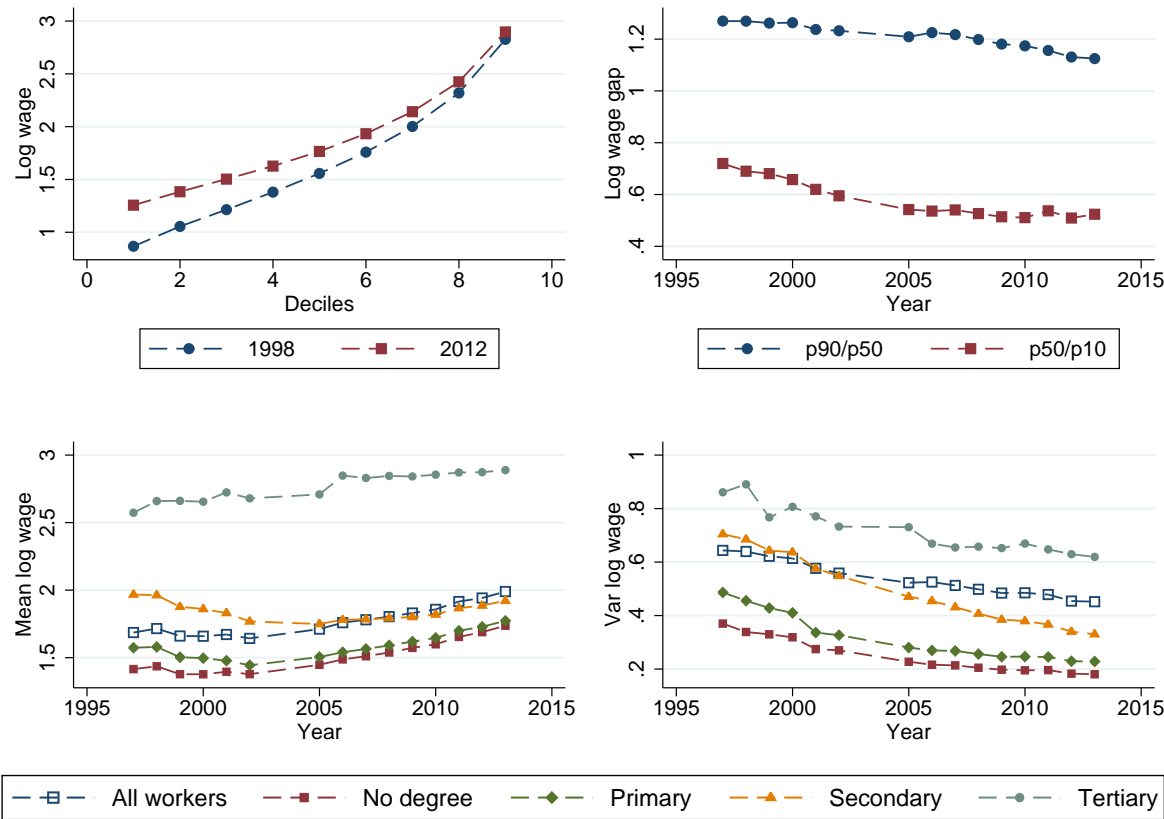 Log wage
3
2.5
2
1.5
1
0 2 4 6 8 10
Deciles
1998 2012
Log wage gap
1.2
1
.8
.6
.4
1995 2000 2005 2010 2015
Year
p90/p50 p50/p10
Mean log wage
3
2.5
2
1.5
1995 2000 2005 2010 2015
Year
Var log wage
1
.8
.6
.4
.2
1995 2000 2005 2010 2015
Year
All workers No degree Primary Secondary Tertiary